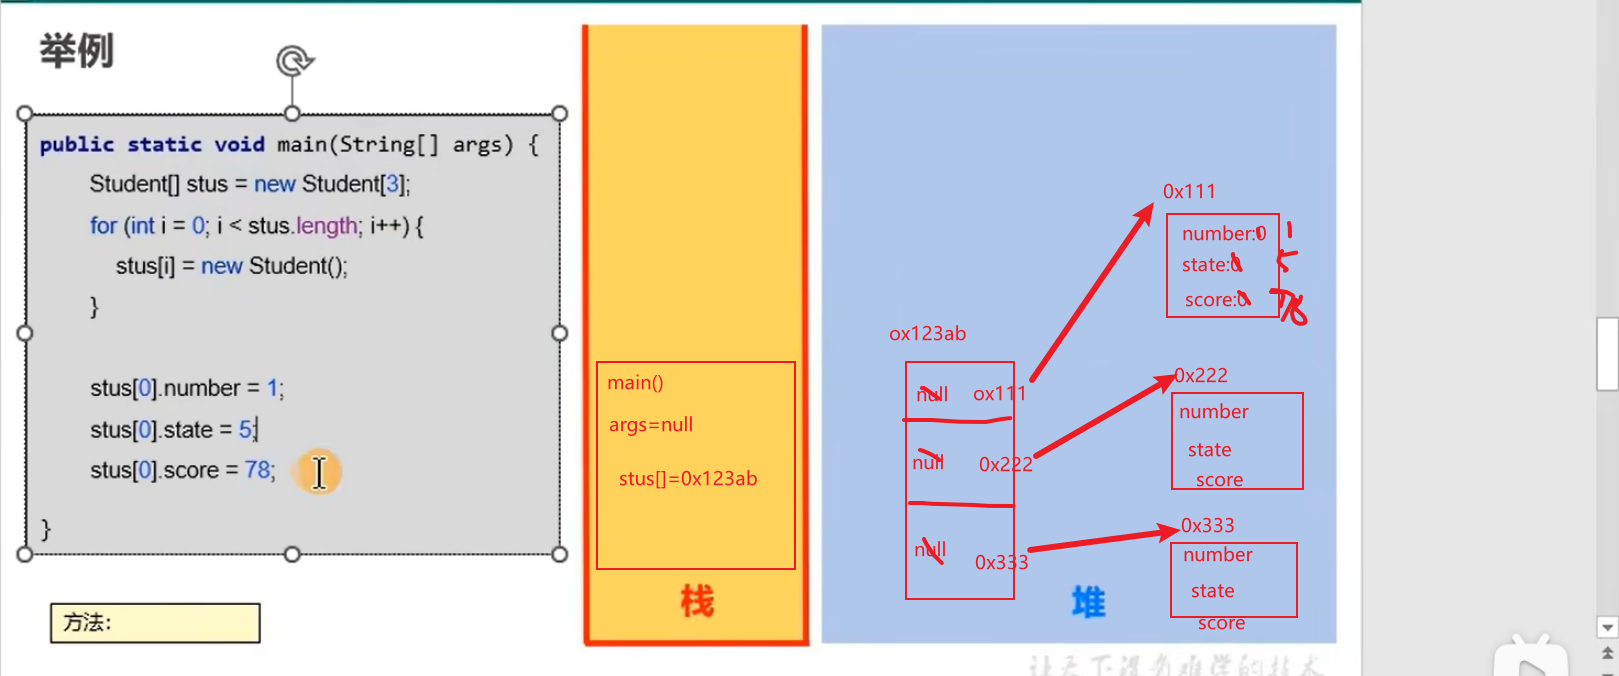 举例
public static void main(String[] args) {
Student[] stus = new Student[3];
for (int i = 0; i < stus.length; i++) {
stus[i] = new Student();
}
stus[0].number = 1;
stus[0].state = 5;
stus[0].score = 78;
}
方法:
main()
args=null
stus[]=0x123ab
栈
ox123ab
null ox111
null 0x222
null 0x333
0x111
number:0 1
state:0 5
score:0 78
0x222
number
state
score
0x333
number
state
score
堆
让天下没有难学的技术